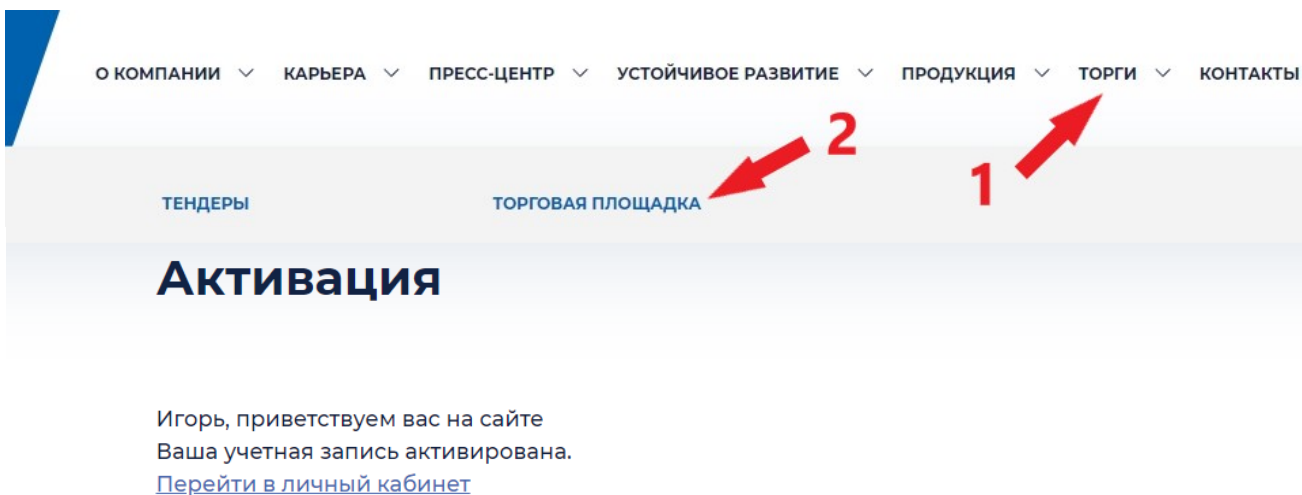 О КОМПАНИИ КАРЬЕРА ПРЕСС-ЦЕНТР УСТОЙЧИВОЕ РАЗВИТИЕ ПРОДУКЦИЯ ТОРГИ КОНТАКТЫ
2
1
ТЕНДЕРЫ ТОРГОВАЯ ПЛОЩАДКА
Активация
Игорь, приветствуем вас на сайте
Ваша учетная запись активирована.
Перейти в личный кабинет